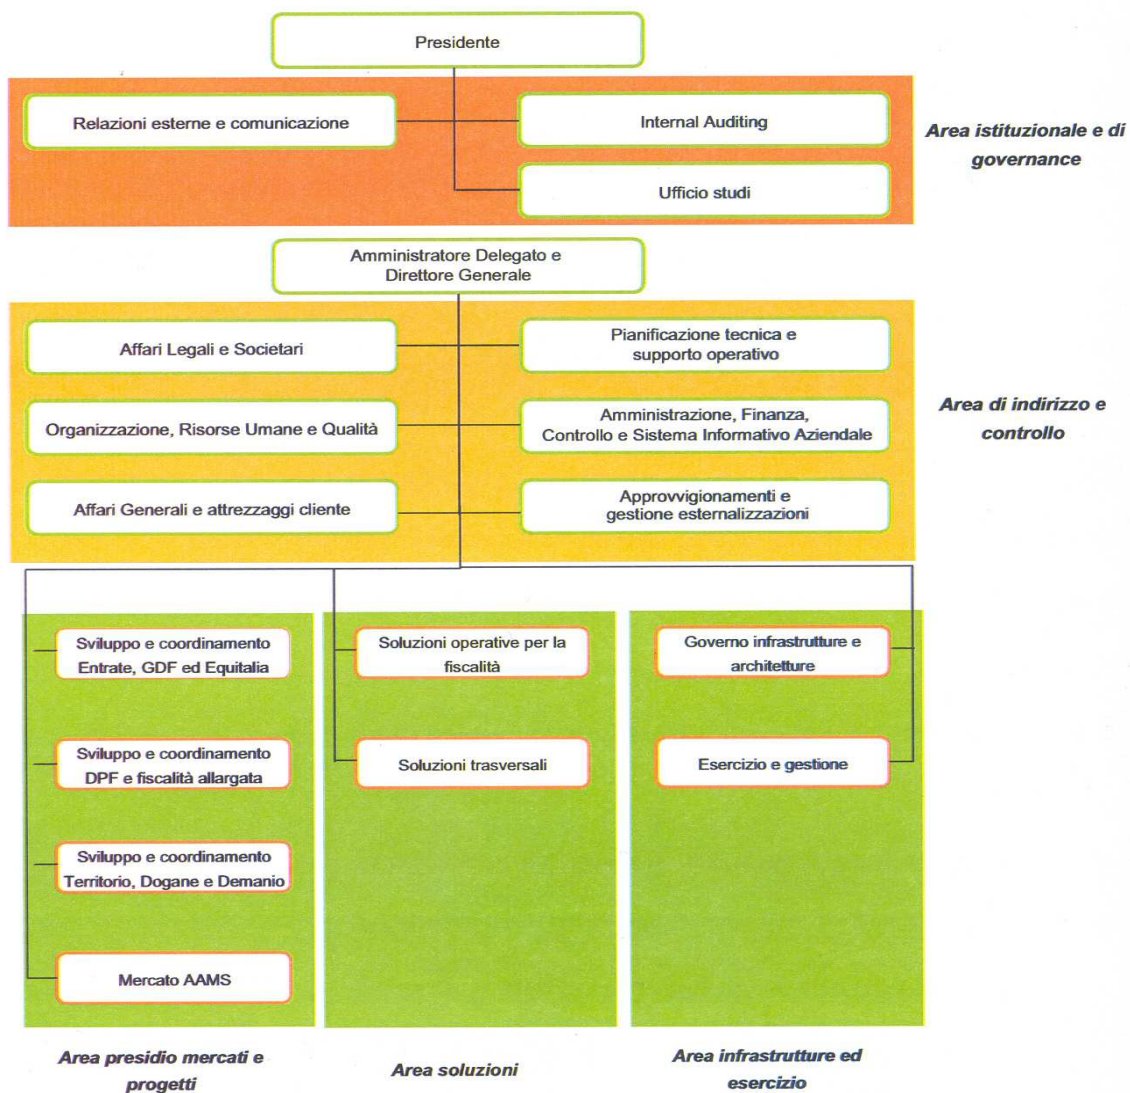 Presidente
Relazioni esterne e comunicazione
Internal Auditing
Ufficio studi
Area istituzionale e di
governance
Amministratore Delegato e
Direttore Generale
Affari Legali e Societari
Pianificazione tecnica e
supporto operativo
Organizzazione, Risorse Umane e Qualità
Amministrazione, Finanza,
Controllo e Sistema Informativo Aziendale
Affari Generali e attrezzaggi cliente
Approvvigionamenti e
gestione esternalizzazioni
Area di indirizzo e
controllo
Sviluppo e coordinamento
Entrate, GDF ed Equitalia
Sviluppo e coordinamento
DPF e fiscalità allargata
Sviluppo e coordinamento
Territorio, Dogane e Demanio
Mercato AAMS
Area presidio mercati e
progetti
Soluzioni operative per la
fiscalità
Soluzioni trasversali
Area soluzioni
Governo infrastrutture e
architetture
Esercizio e gestione
Area infrastrutture ed
esercizio